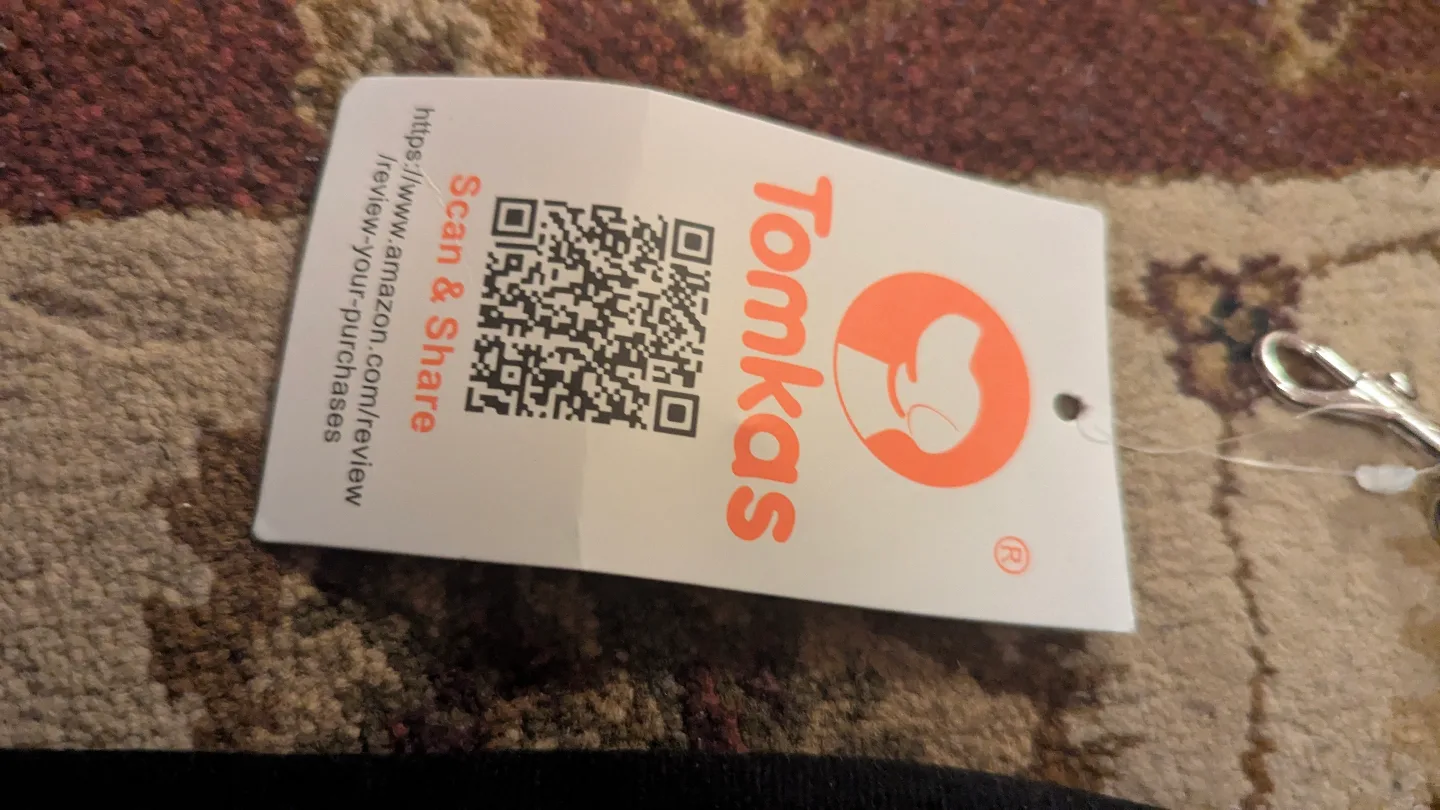 ®
Tomkas
Scan & Share
https://www.amazon.com/review
/review-your-purchases